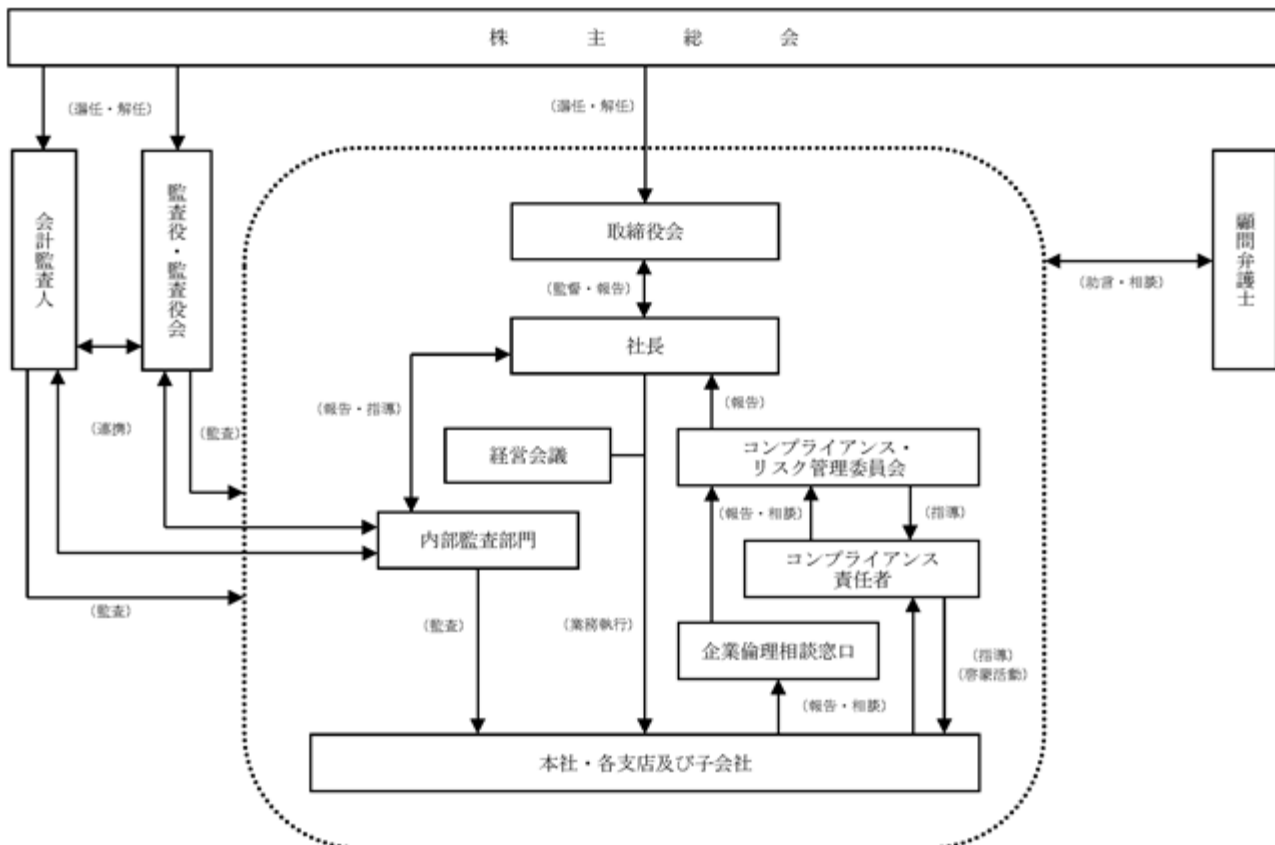 株主総会
(選任・解任)
(選任・解任)
会計監査人
監査役・監査役会
取締役会
顧問弁護士
(助言・相談)
(監督・報告)
社長
(報告・指導)
(報告)
(連携)
(監査)
経営会議
コンプライアンス・
リスク管理委員会
(報告・相談)
(指導)
内部監査部門
コンプライアンス
責任者
(監査)
(監査)
(業務執行)
企業倫理相談窓口
(指導)
(啓蒙活動)
(報告・相談)
本社・各支店及び子会社